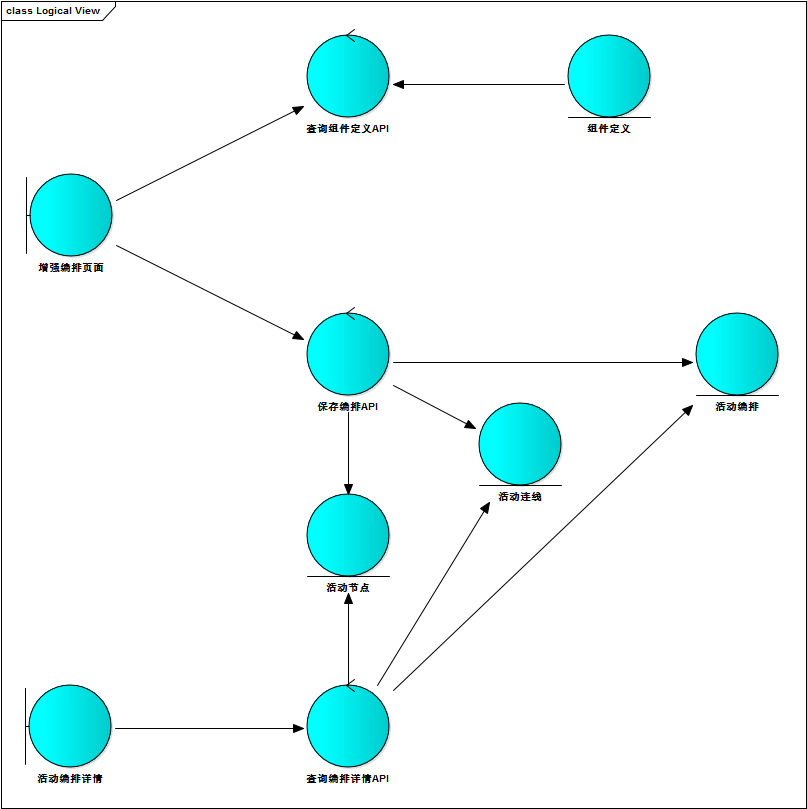 class Logical View
查询组件定义API
组件定义
增强编排页面
保存编排API
活动编排
活动连线
活动节点
活动编排详情
查询编排详情API